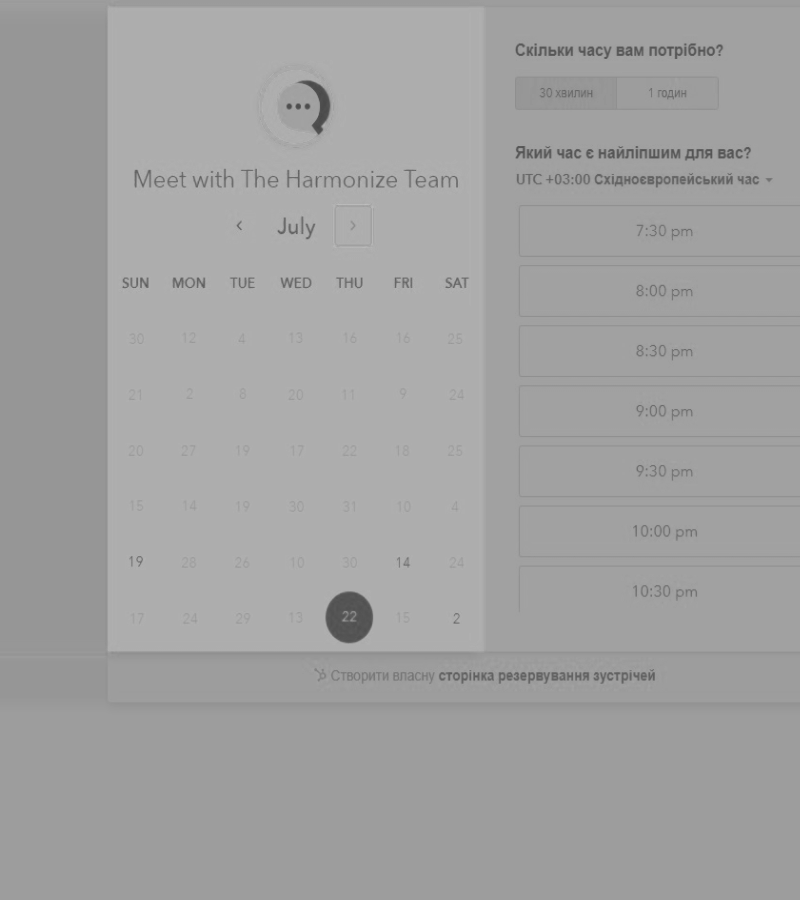 Meet with The Harmonize Team
July
SUN MON TUE WED THU FRI SAT
30 12 4 13 16 16 25
21 2 8 20 11 9 24
20 27 19 17 22 18 25
15 14 19 30 31 10 4
19 28 26 10 30 14 24
17 24 29 13 22 15 2
Скільки часу вам потрібно?
30 хвилин 1 годин
Який час є найліпшим для вас?
UTC +03:00 Східноєвропейський час
7:30 pm
8:00 pm
8:30 pm
9:00 pm
9:30 pm
10:00 pm
10:30 pm
Створити власну сторінка резервування зустрічей